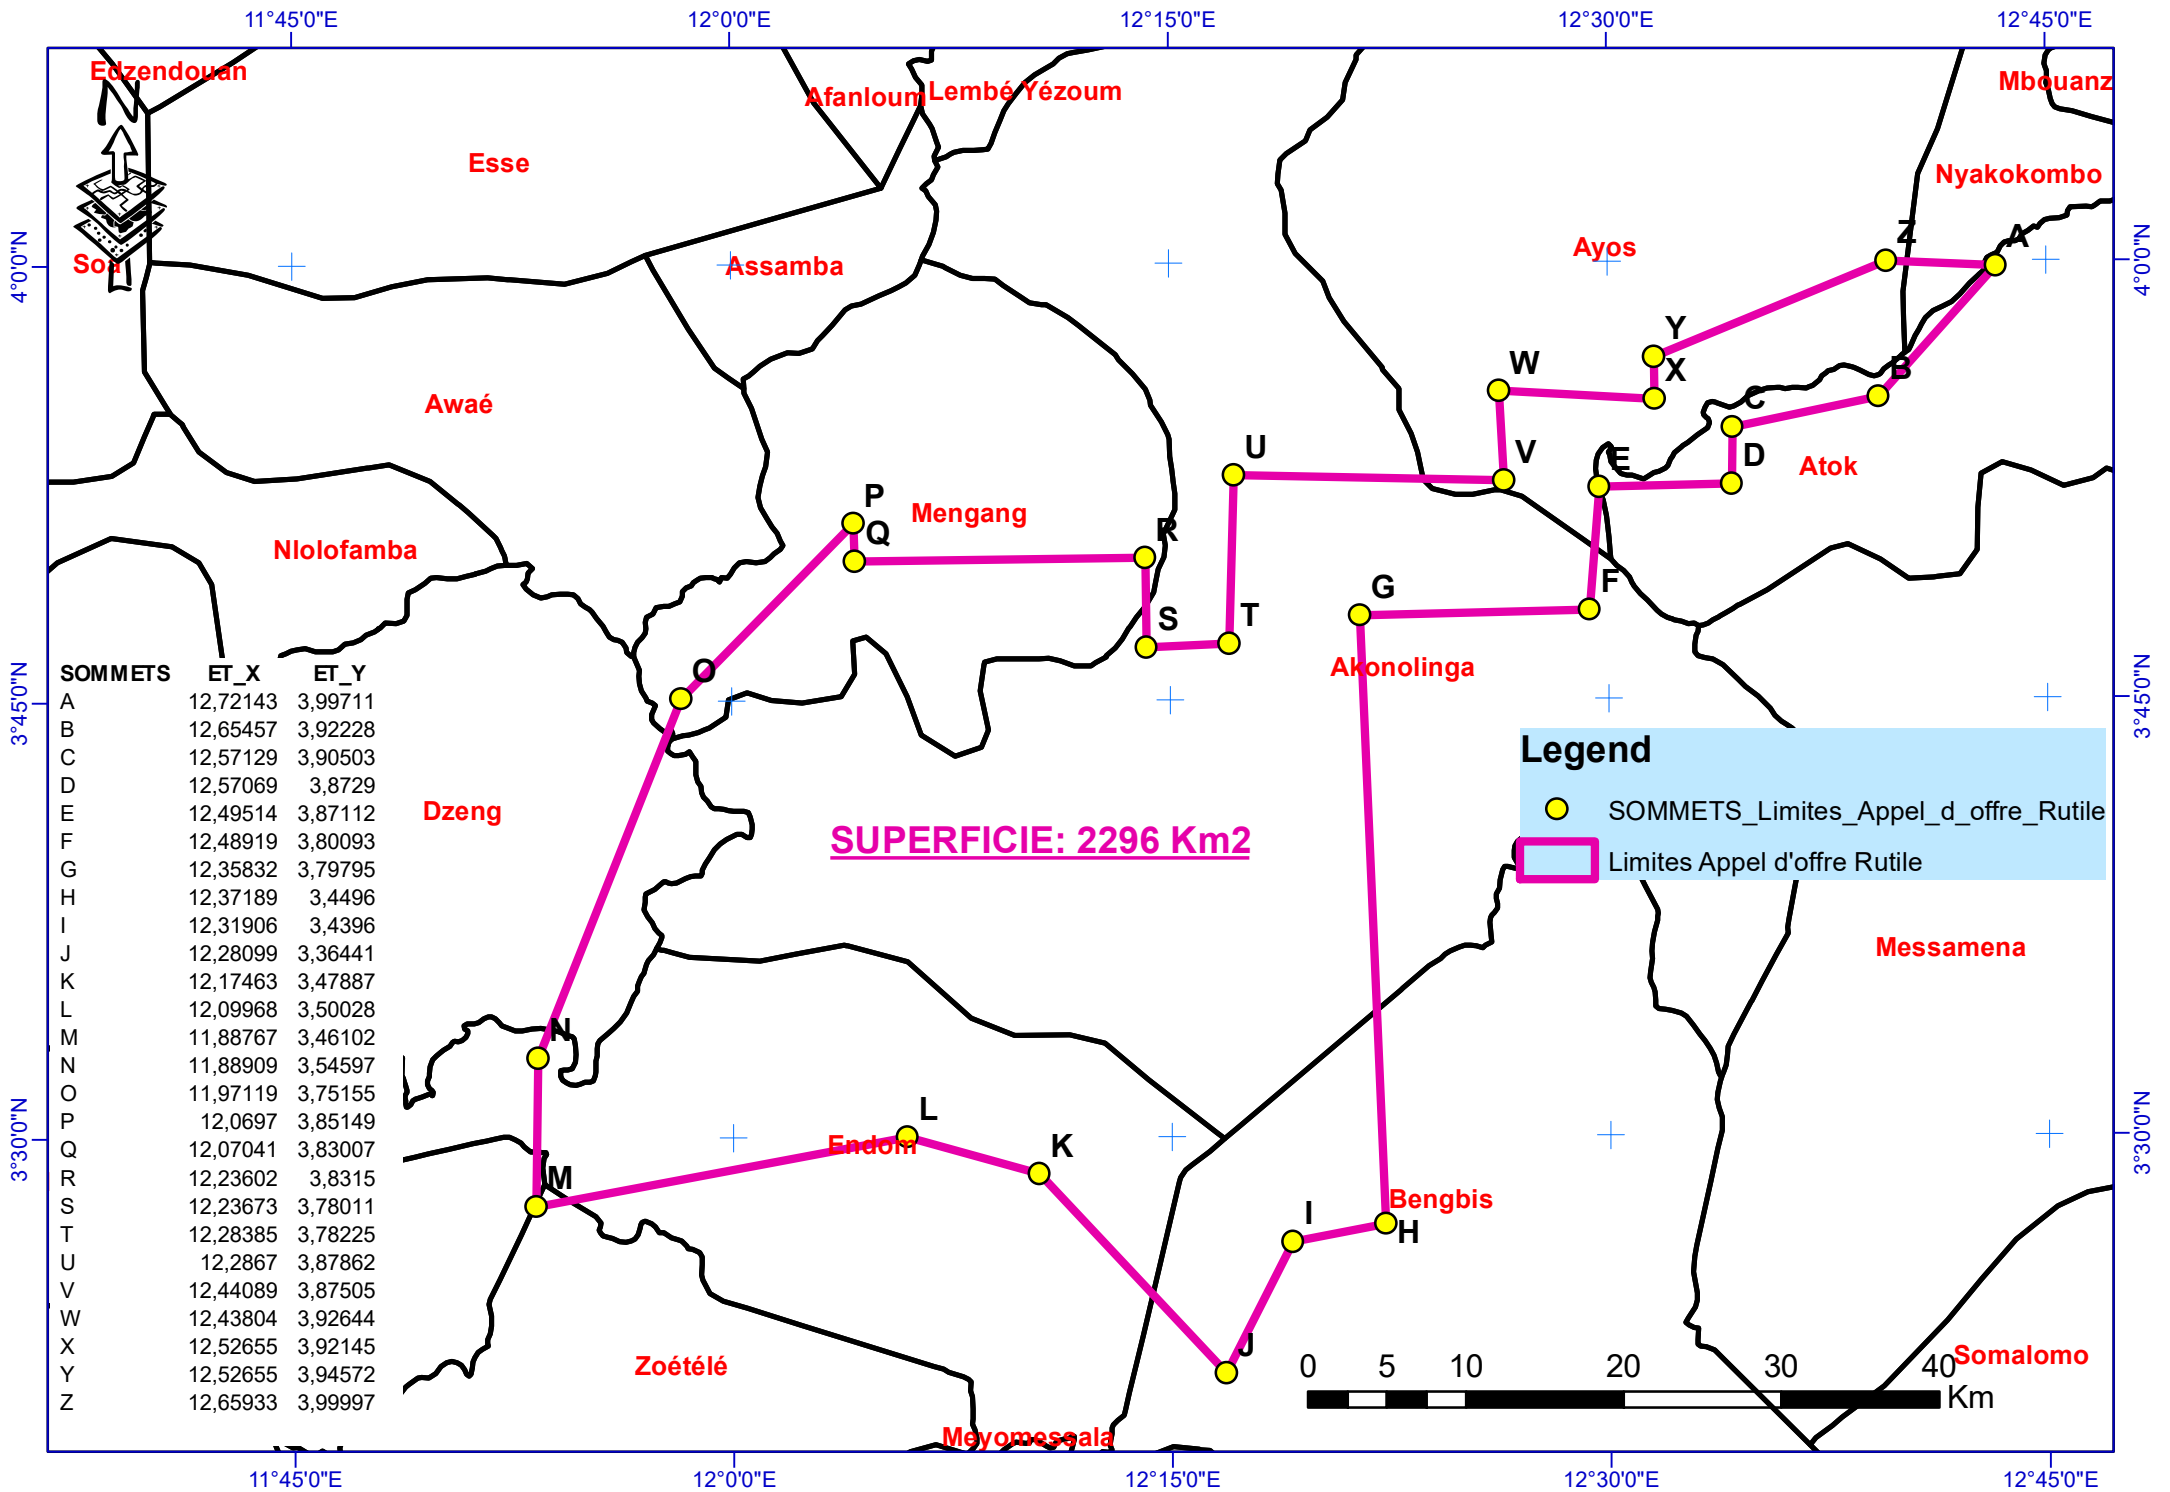 11°45'0"E 12°0'0"E 12°15'0"E 12°30'0"E 12°45'0"E
Edzendouan
Afanloum Lembé Yézoum
Mbouanz
N
Esse
Nyakokombo
Soa
Assamba
Ayos
Z A
4°0'0"N 4°0'0"N
Y
W X
B
Awaé
C
U V
E D
Atok
P
Mengang
Q
R
Nlolofamba
G F
S T
Akonolinga
O
3°45'0"N 3°45'0"N
SOMMETS ET_X ET_Y
A 12,72143 3,99711
B 12,65457 3,92228
C 12,57129 3,90503
D 12,57069 3,8729
E 12,49514 3,87112
F 12,48919 3,80093
G 12,35832 3,79795
H 12,37189 3,4496
I 12,31906 3,4396
J 12,28099 3,36441
K 12,17463 3,47887
L 12,09968 3,50028
M 11,88767 3,46102
N 11,88909 3,54597
O 11,97119 3,75155
P 12,0697 3,85149
Q 12,07041 3,83007
R 12,23602 3,8315
S 12,23673 3,78011
T 12,28385 3,78225
U 12,2867 3,87862
V 12,44089 3,87505
W 12,43804 3,92644
X 12,52655 3,92145
Y 12,52655 3,94572
Z 12,65933 3,99997
Legend
SOMMETS_Limites_Appel_d_offre_Rutile
Limites Appel d'offre Rutile
Dzeng
SUPERFICIE: 2296 Km2
Messamena
N
L
Endom
K
3°30'0"N 3°30'0"N
M
Bengbis
I H
J
Zoétélé
0 5 10 20 30 40
Km
Somalomo
Meyomessala
11°45'0"E 12°0'0"E 12°15'0"E 12°30'0"E 12°45'0"E